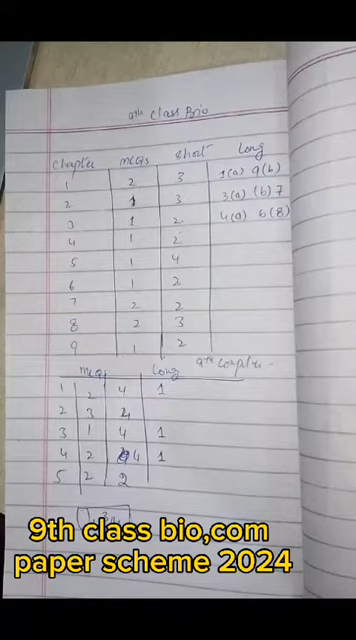 9th class Bio
chapter mcqs short long
1 2 3 1(a) 9(b)
2 1 3 3(a) (b) 7
3 1 2 4(a) 6(8)
4 1 2
5 1 4
6 1 2
7 2 2
8 2 3
9 1 2
9th computer
mcqs long
1 2 4 1
2 3 4
3 1 4 1
4 2 4 1
5 2 2
9th class bio,com
paper scheme 2024